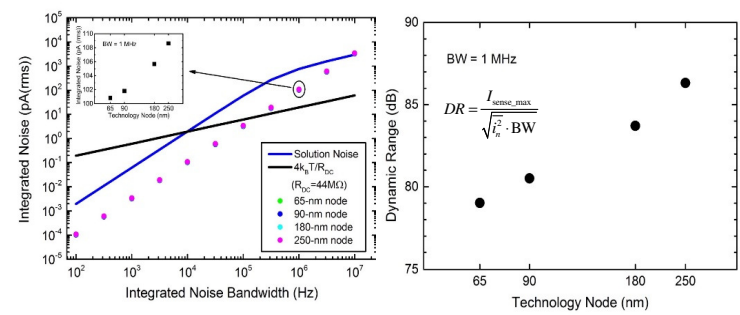 Integrated Noise (pA(rms))
10^5
10^4
10^3
10^2
10^1
10^0
10^-1
10^-2
10^-3
10^-4
10^-5
10^2
10^3
10^4
10^5
10^6
10^7
Integrated Noise Bandwidth (Hz)
Integrated Noise (pA (rms))
110
108
106
104
102
100
BW = 1 MHz
65
90
180
250
Technology Node (nm)
Solution Noise
4k_BT/R_DC
(R_DC=44MΩ)
65-nm node
90-nm node
180-nm node
250-nm node
Dynamic Range (dB)
90
85
80
75
BW = 1 MHz
DR = I_sense_max / √(i_n^2 · BW)
65
90
180
250
Technology Node (nm)